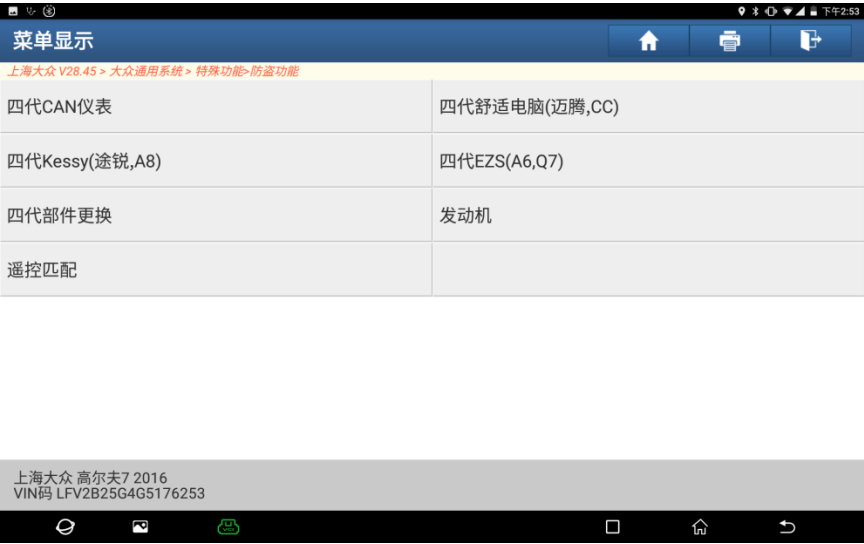 下午2:53
菜单显示
上海大众 V28.45 > 大众通用系统 > 特殊功能>防盗功能
四代CAN仪表
四代舒适电脑(迈腾,CC)
四代Kessy(途锐,A8)
四代EZS(A6,Q7)
四代部件更换
发动机
遥控匹配
上海大众 高尔夫7 2016
VIN码 LFV2B25G4G5176253